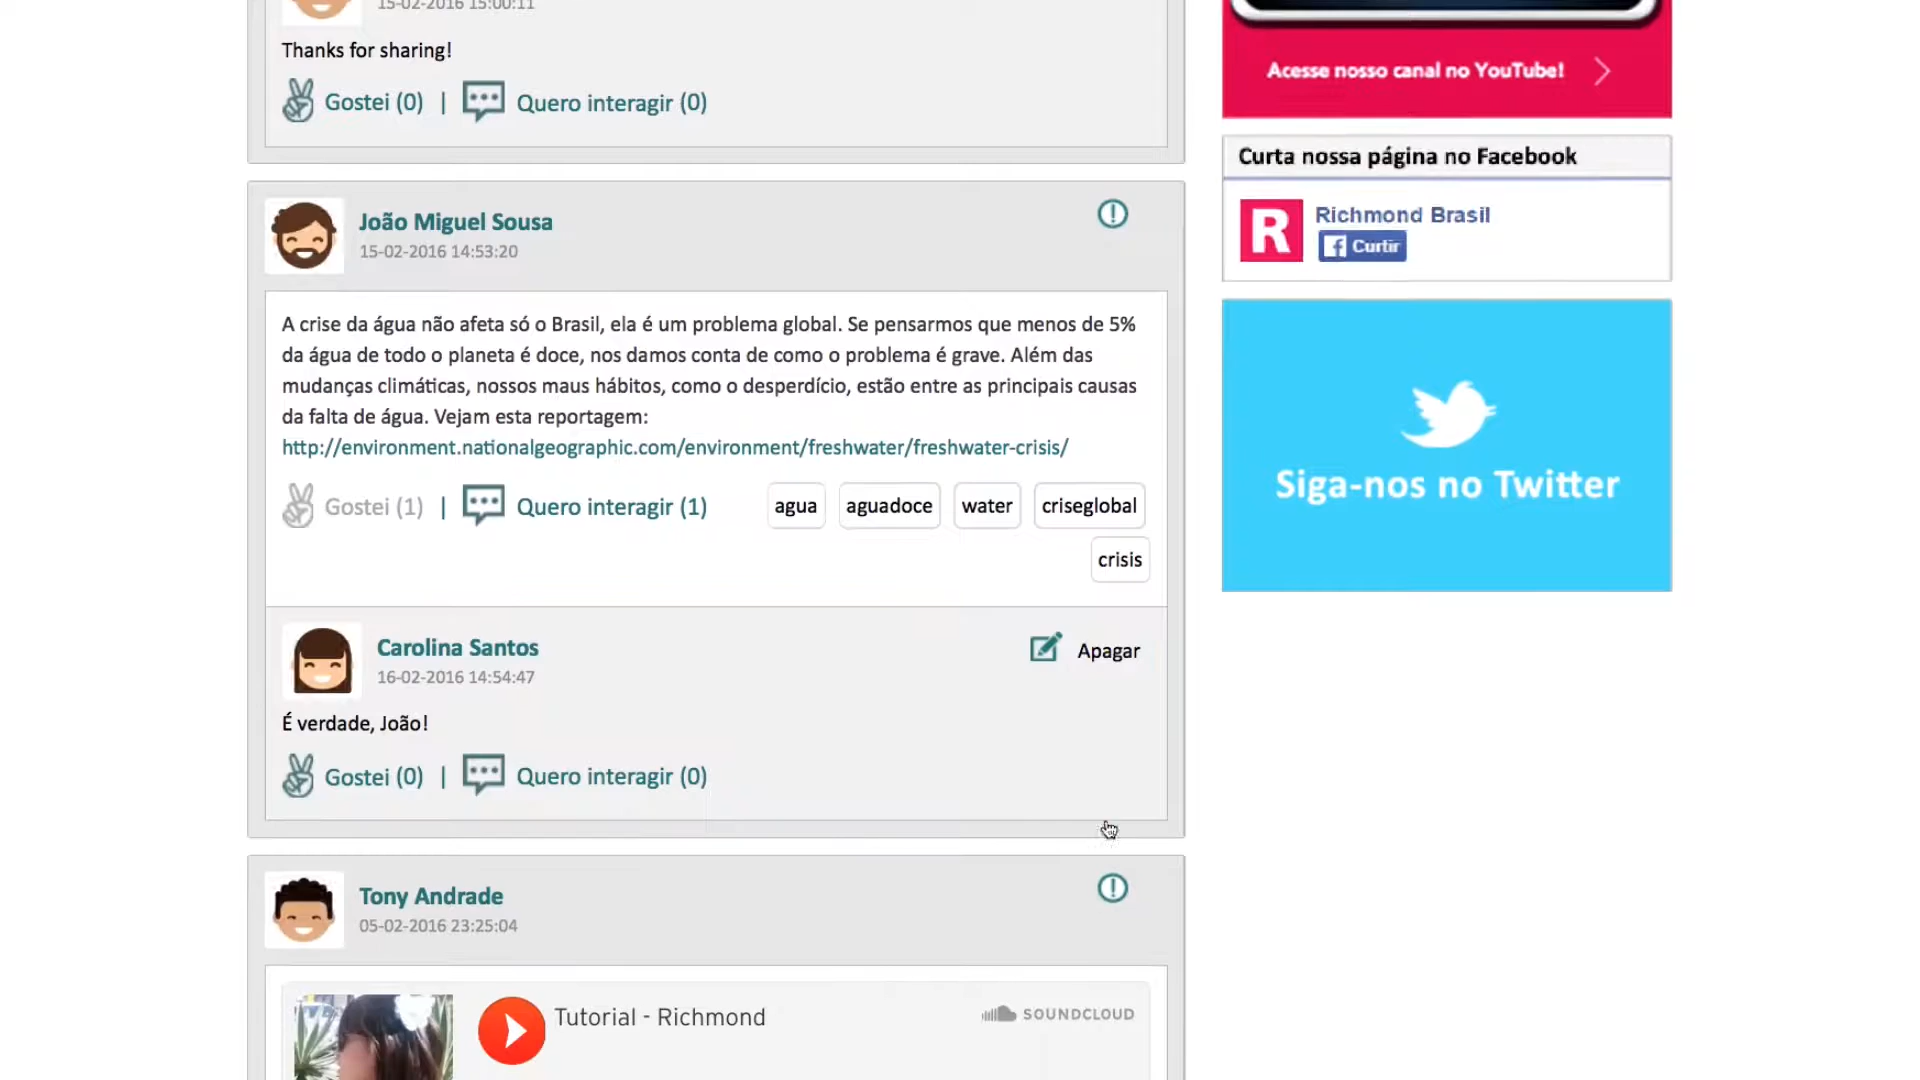 15-02-2016 15:00:11
Thanks for sharing!
Gostei (0) | Quero interagir (0)
João Miguel Sousa
15-02-2016 14:53:20
A crise da água não afeta só o Brasil, ela é um problema global. Se pensarmos que menos de 5%
da água de todo o planeta é doce, nos damos conta de como o problema é grave. Além das
mudanças climáticas, nossos maus hábitos, como o desperdício, estão entre as principais causas
da falta de água. Vejam esta reportagem:
http://environment.nationalgeographic.com/environment/freshwater/freshwater-crisis/
Gostei (1) | Quero interagir (1) agua aguadoce water criseglobal
crisis
Carolina Santos
16-02-2016 14:54:47
Apagar
É verdade, João!
Gostei (0) | Quero interagir (0)
Tony Andrade
05-02-2016 23:25:04
Tutorial - Richmond
SOUNDCLOUD
Acesse nosso canal no YouTube!
Curta nossa página no Facebook
R
Richmond Brasil
f Curtir
Siga-nos no Twitter